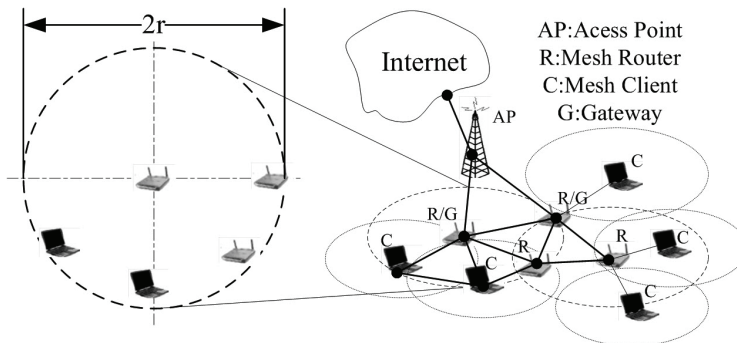 2r
Internet
AP:Acess Point
R:Mesh Router
C:Mesh Client
G:Gateway
AP
C
R/G
R/G
C
C
R
R
C
C